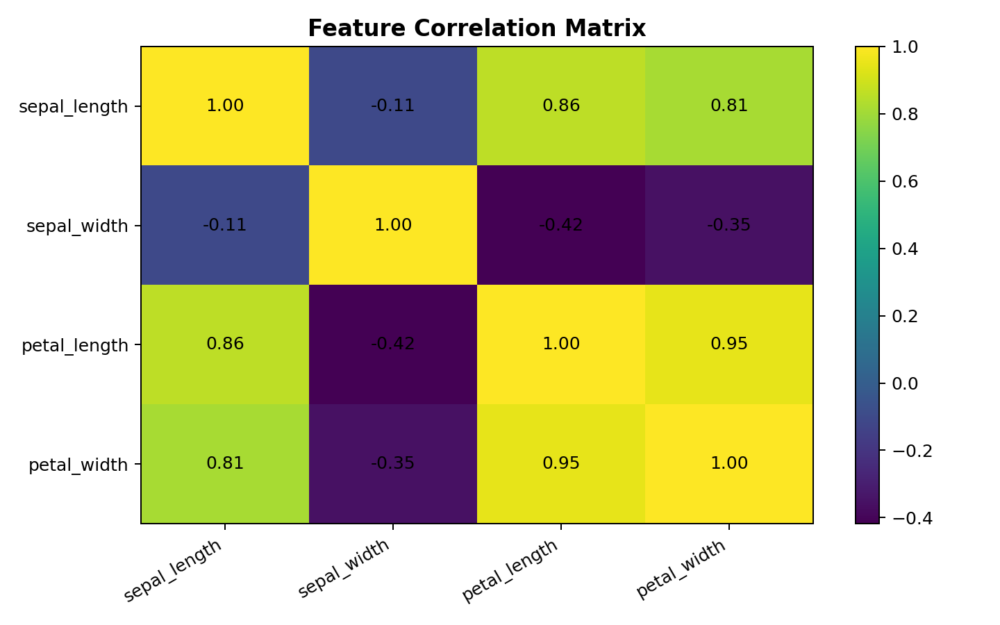 Feature Correlation Matrix
sepal_length 1.00 -0.11 0.86 0.81
sepal_width -0.11 1.00 -0.42 -0.35
petal_length 0.86 -0.42 1.00 0.95
petal_width 0.81 -0.35 0.95 1.00
sepal_length sepal_width petal_length petal_width
1.0
0.8
0.6
0.4
0.2
0.0
−0.2
−0.4